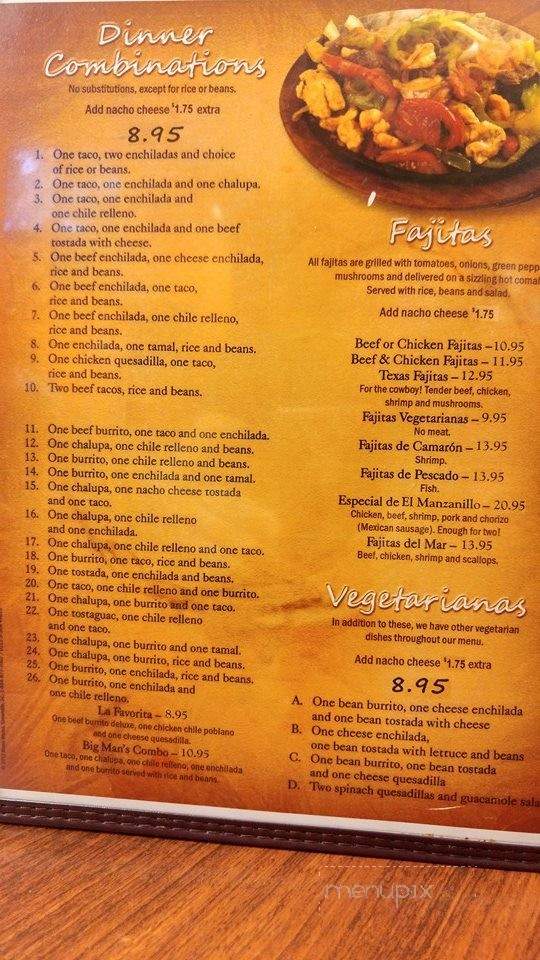 Dinner
Combinations
No substitutions, except for rice or beans.
Add nacho cheese $1.75 extra
8.95
1. One taco, two enchiladas and choice
of rice or beans.
2. One taco, one enchilada and one chalupa.
3. One taco, one enchilada and
one chile relleno.
4. One taco, one enchilada and one beef
tostada with cheese.
5. One beef enchilada, one cheese enchilada,
rice and beans.
6. One beef enchilada, one taco,
rice and beans.
7. One beef enchilada, one chile relleno,
rice and beans.
8. One enchilada, one tamal, rice and beans.
9. One chicken quesadilla, one taco,
rice and beans.
10. Two beef tacos, rice and beans.
11. One beef burrito, one taco and one enchilada.
12. One chalupa, one chile relleno and beans.
13. One burrito, one chile relleno and beans.
14. One burrito, one enchilada and one tamal.
15. One chalupa, one nacho cheese tostada
and one taco.
16. One chalupa, one chile relleno
and one enchilada.
17. One chalupa, one chile relleno and one taco.
18. One burrito, one taco, rice and beans.
19. One tostada, one enchilada and beans.
20. One taco, one chile relleno and one burrito.
21. One chalupa, one burrito and one taco.
22. One tostaguac, one chile relleno
and one taco.
23. One chalupa, one burrito and one tamal.
24. One chalupa, one burrito, rice and beans.
25. One burrito, one enchilada, rice and beans.
26. One burrito, one enchilada and
one chile relleno.
La Favorita – 8.95
One beef burrito deluxe, one chicken chile poblano
and one cheese quesadilla.
Big Man's Combo – 10.95
One taco, one chalupa, one chile relleno, one enchilada
and one burrito served with rice and beans.
Fajitas
All fajitas are grilled with tomatoes, onions, green pepp
mushrooms and delivered on a sizzling hot comal
Served with rice, beans and salad.
Add nacho cheese $1.75
Beef or Chicken Fajitas –10.95
Beef & Chicken Fajitas – 11.95
Texas Fajitas – 12.95
For the cowboy! Tender beef, chicken,
shrimp and mushrooms.
Fajitas Vegetarianas – 9.95
No meat.
Fajitas de Camarón – 13.95
Shrimp.
Fajitas de Pescado – 13.95
Fish.
Especial de El Manzanillo – 20.95
Chicken, beef, shrimp, pork and chorizo
(Mexican sausage). Enough for two!
Fajitas del Mar – 13.95
Beef, chicken, shrimp and scallops.
Vegetarianas
In addition to these, we have other vegetarian
dishes throughout our menu.
Add nacho cheese $1.75 extra
8.95
A. One bean burrito, one cheese enchilada
and one bean tostada with cheese
B. One cheese enchilada,
one bean tostada with lettuce and beans
C. One bean burrito, one bean tostada
and one cheese quesadilla
D. Two spinach quesadillas and guacamole sala
menupix